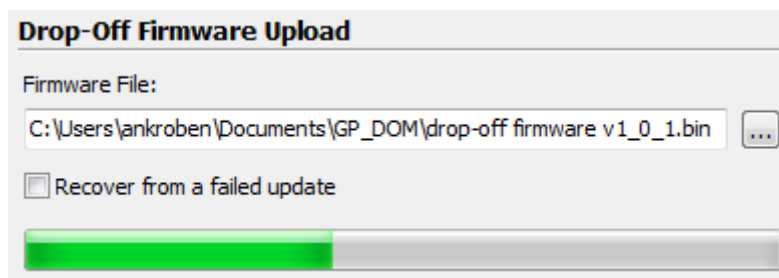 Drop-Off Firmware Upload
Firmware File:
C:\Users\ankroben\Documents\GP_DOM\drop-off firmware v1_0_1.bin
...
Recover from a failed update